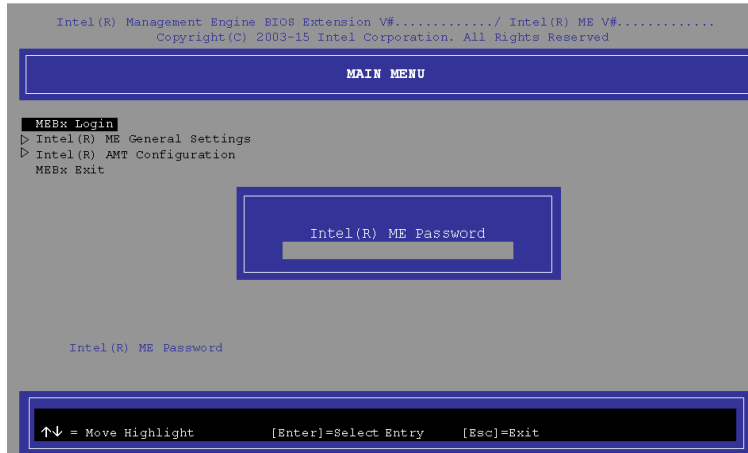 Intel(R) Management Engine BIOS Extension V#............./ Intel(R) ME V#.............
Copyright(C) 2003-15 Intel Corporation. All Rights Reserved
MAIN MENU
MEBx Login
▷ Intel(R) ME General Settings
▷ Intel(R) AMT Configuration
MEBx Exit
Intel(R) ME Password
Intel(R) ME Password
↑↓ = Move Highlight [Enter]=Select Entry [Esc]=Exit